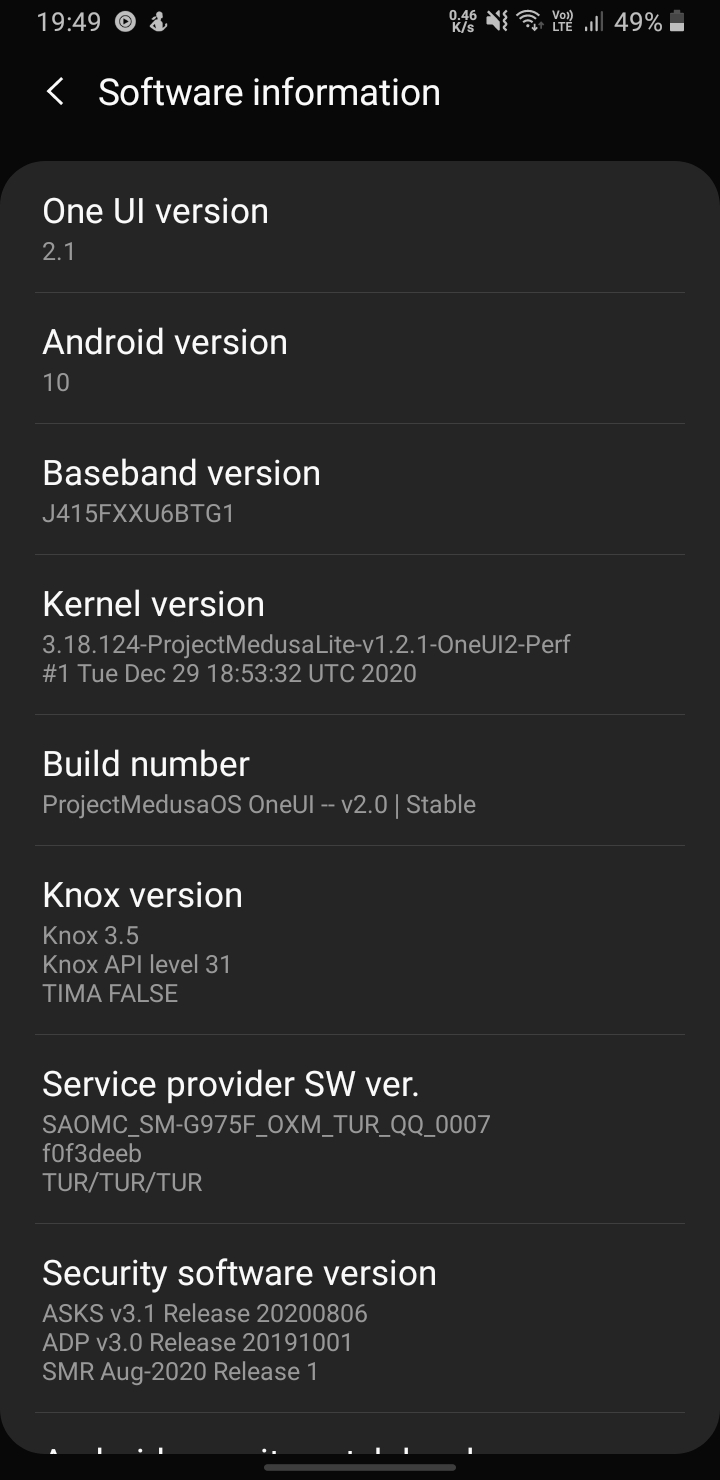 19:49
0.46 K/s Vo)) LTE 49%
Software information
One UI version
2.1
Android version
10
Baseband version
J415FXXU6BTG1
Kernel version
3.18.124-ProjectMedusaLite-v1.2.1-OneUI2-Perf
#1 Tue Dec 29 18:53:32 UTC 2020
Build number
ProjectMedusaOS OneUI -- v2.0 | Stable
Knox version
Knox 3.5
Knox API level 31
TIMA FALSE
Service provider SW ver.
SAOMC_SM-G975F_OXM_TUR_QQ_0007
f0f3deeb
TUR/TUR/TUR
Security software version
ASKS v3.1 Release 20200806
ADP v3.0 Release 20191001
SMR Aug-2020 Release 1